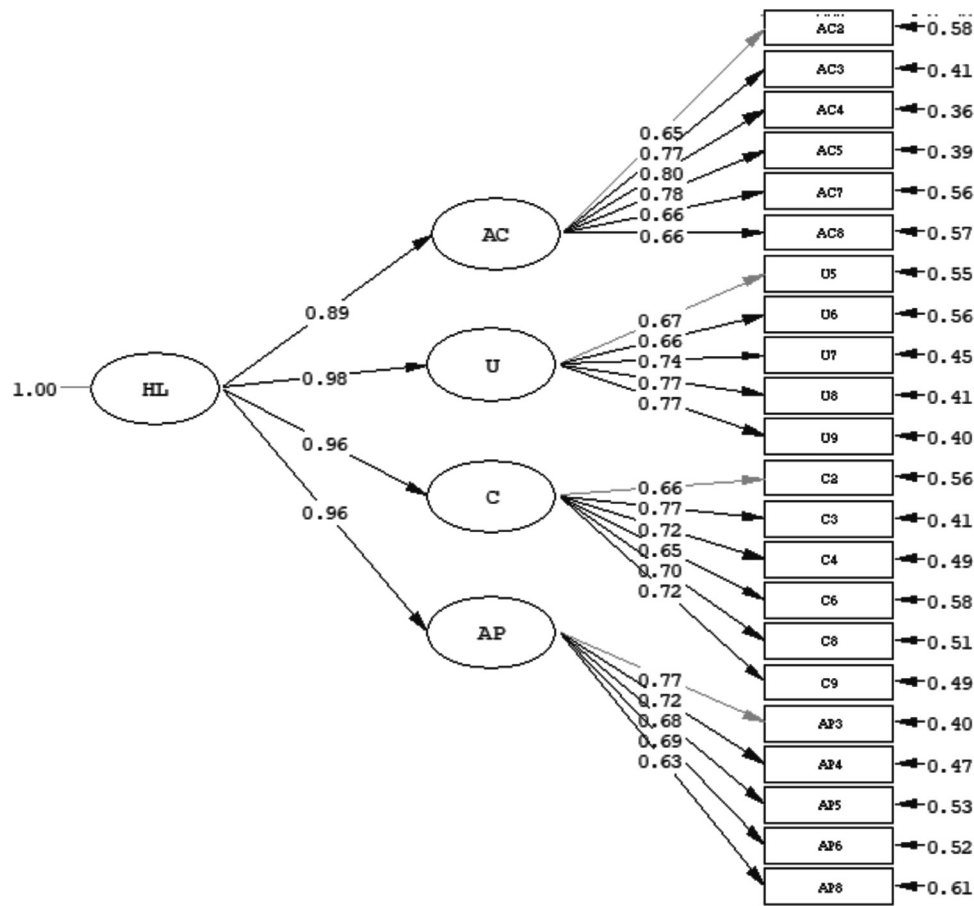 AC2 0.58
AC3 0.41
0.65 AC4 0.36
0.77
0.80 AC5 0.39
0.78 AC7 0.56
0.66
AC 0.66 AC8 0.57
U5 0.55
0.89 0.67 U6 0.56
0.66
U 0.74 U7 0.45
0.98 0.77 U8 0.41
1.00 HL 0.77
U9 0.40
0.96 C2 0.56
0.66
C 0.77 C3 0.41
0.96 0.72
0.65 C4 0.49
0.70
0.72 C6 0.58
AP C8 0.51
0.77 C9 0.49
0.72
0.68 AP3 0.40
0.69
0.63 AP4 0.47
AP5 0.53
AP6 0.52
AP8 0.61